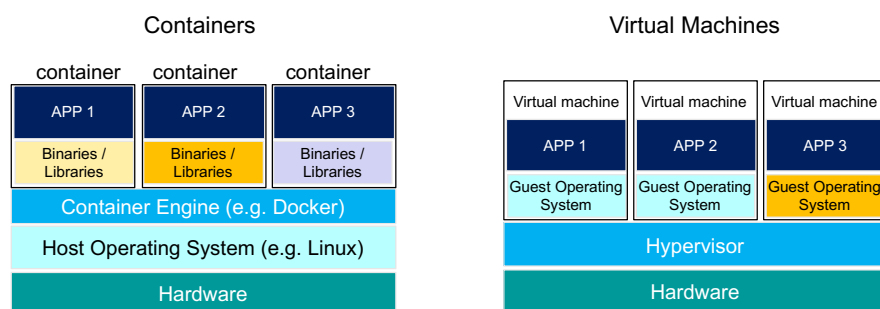 Containers
container container container
APP 1 APP 2 APP 3
Binaries / Binaries / Binaries /
Libraries Libraries Libraries
Container Engine (e.g. Docker)
Host Operating System (e.g. Linux)
Hardware
Virtual Machines
Virtual machine Virtual machine Virtual machine
APP 1 APP 2 APP 3
Guest Operating Guest Operating Guest Operating
System System System
Hypervisor
Hardware